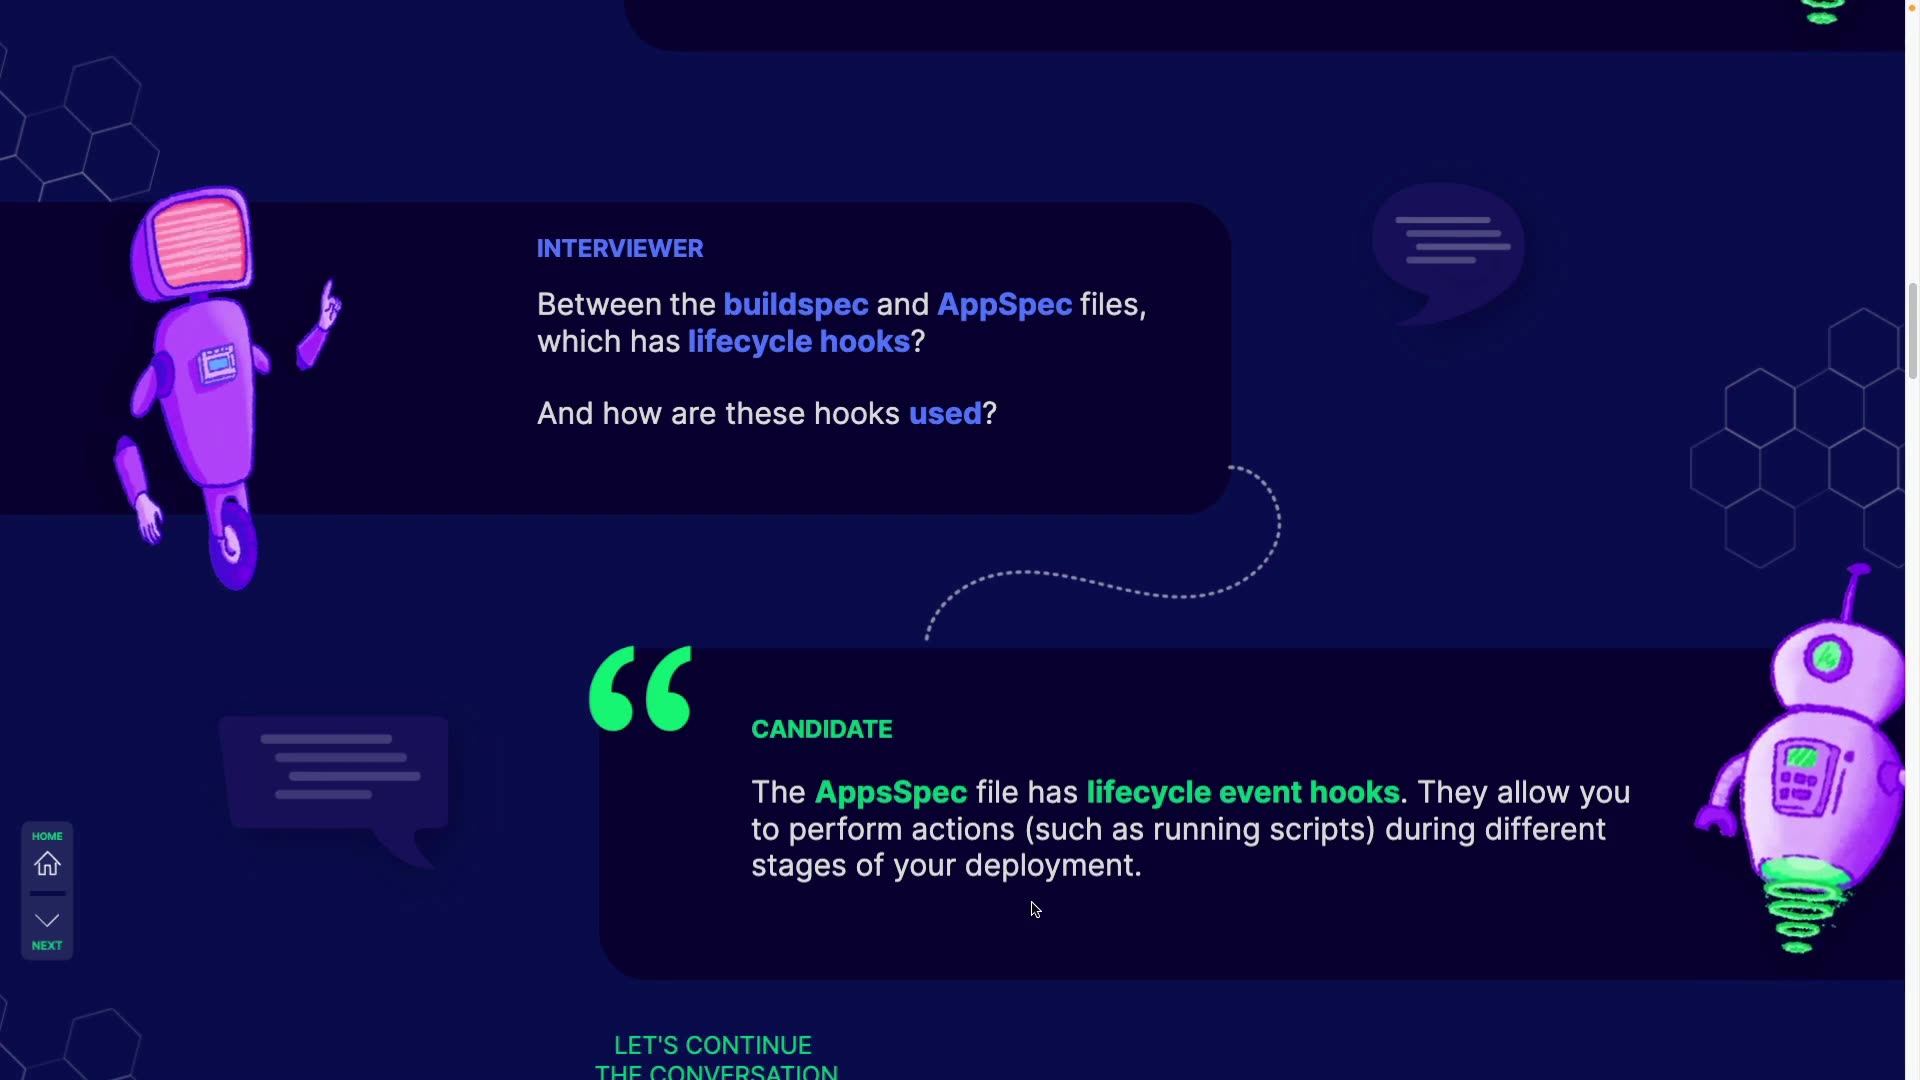 INTERVIEWER
Between the buildspec and AppSpec files,
which has lifecycle hooks?
And how are these hooks used?
CANDIDATE
The AppsSpec file has lifecycle event hooks. They allow you
to perform actions (such as running scripts) during different
stages of your deployment.
HOME
NEXT
LET'S CONTINUE
THE CONVERSATION